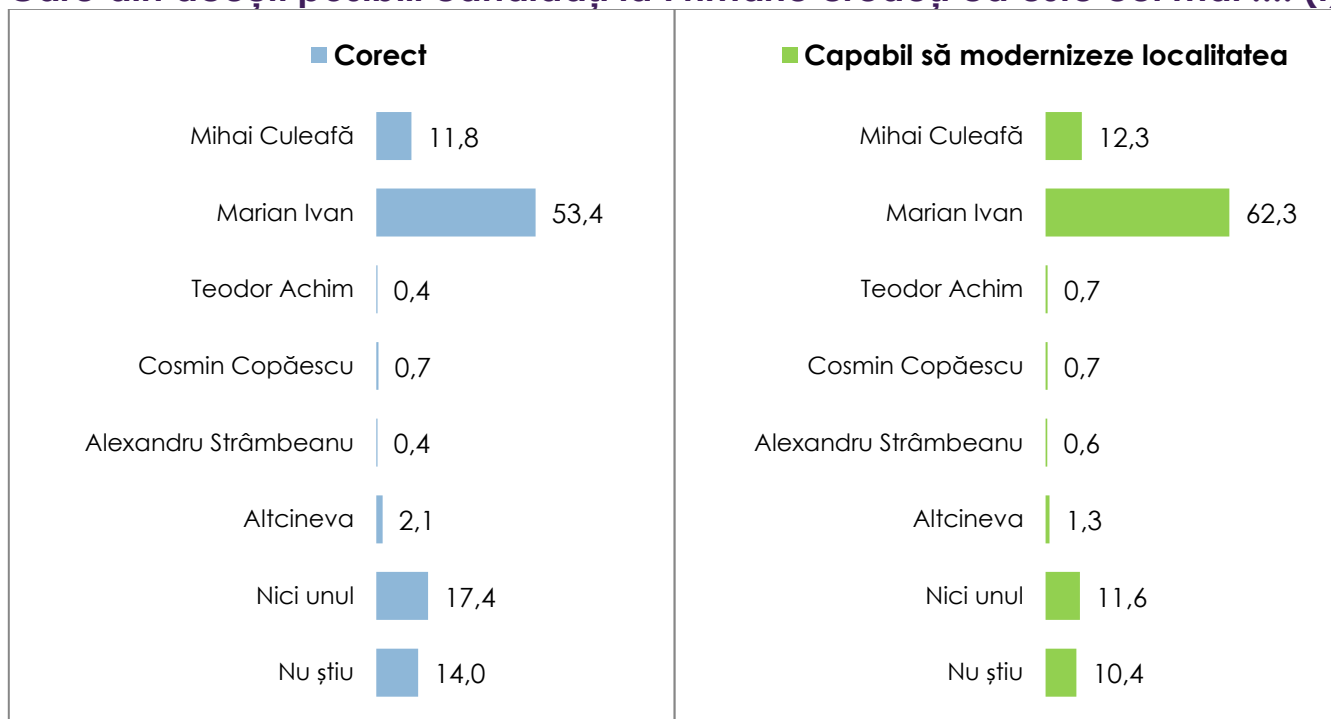 Corect
Mihai Culeafă 11,8
Marian Ivan 53,4
Teodor Achim 0,4
Cosmin Copăescu 0,7
Alexandru Strâmbeanu 0,4
Altcineva 2,1
Nici unul 17,4
Nu știu 14,0
Capabil să modernizeze localitatea
Mihai Culeafă 12,3
Marian Ivan 62,3
Teodor Achim 0,7
Cosmin Copăescu 0,7
Alexandru Strâmbeanu 0,6
Altcineva 1,3
Nici unul 11,6
Nu știu 10,4